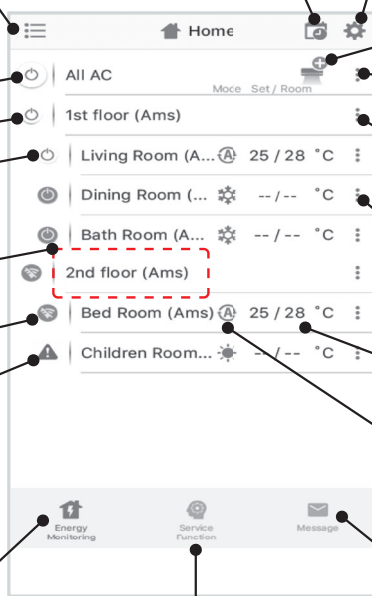 Home
All AC
Mode Set / Room
1st floor (Ams)
Living Room (A... A 25 / 28 °C
Dining Room (... -- / -- °C
Bath Room (A... -- / -- °C
2nd floor (Ams)
Bed Room (Ams) A 25 / 28 °C
Children Room... -- / -- °C
Energy Service Message
Monitoring Function